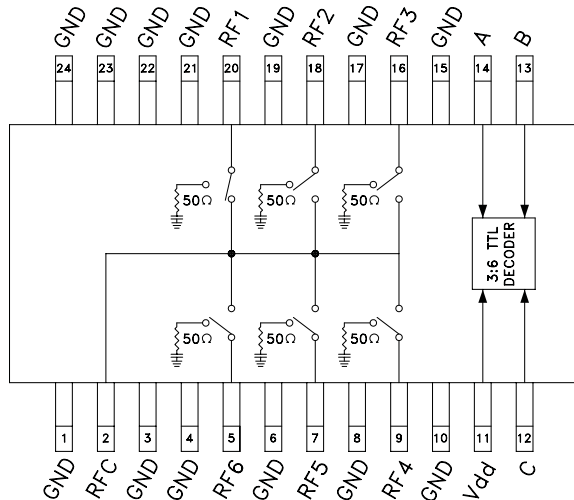 GND
GND
GND
GND
RF1
GND
RF2
GND
RF3
GND
A
B
24
23
22
21
20
19
18
17
16
15
14
13
50Ω
50Ω
50Ω
3:6 TTL
DECODER
50Ω
50Ω
50Ω
1
2
3
4
5
6
7
8
9
10
11
12
GND
RFC
GND
GND
RF6
GND
RF5
GND
RF4
GND
Vdd
C